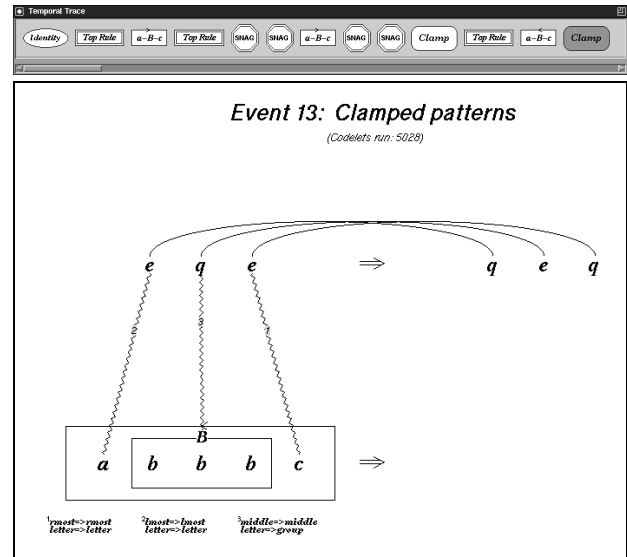 Temporal Trace
Identity Top Rule a-B-c Top Rule SNAG SNAG a-B-c SNAG SNAG Clamp Top Rule a-B-c Clamp
Event 13: Clamped patterns
(Codelets run: 5028)
e q e ⇒ q e q
2 3 1
B
a b b b c ⇒
1rmost=>rmost 2lmost=>lmost 3middle=>middle
letter=>letter letter=>letter letter=>group